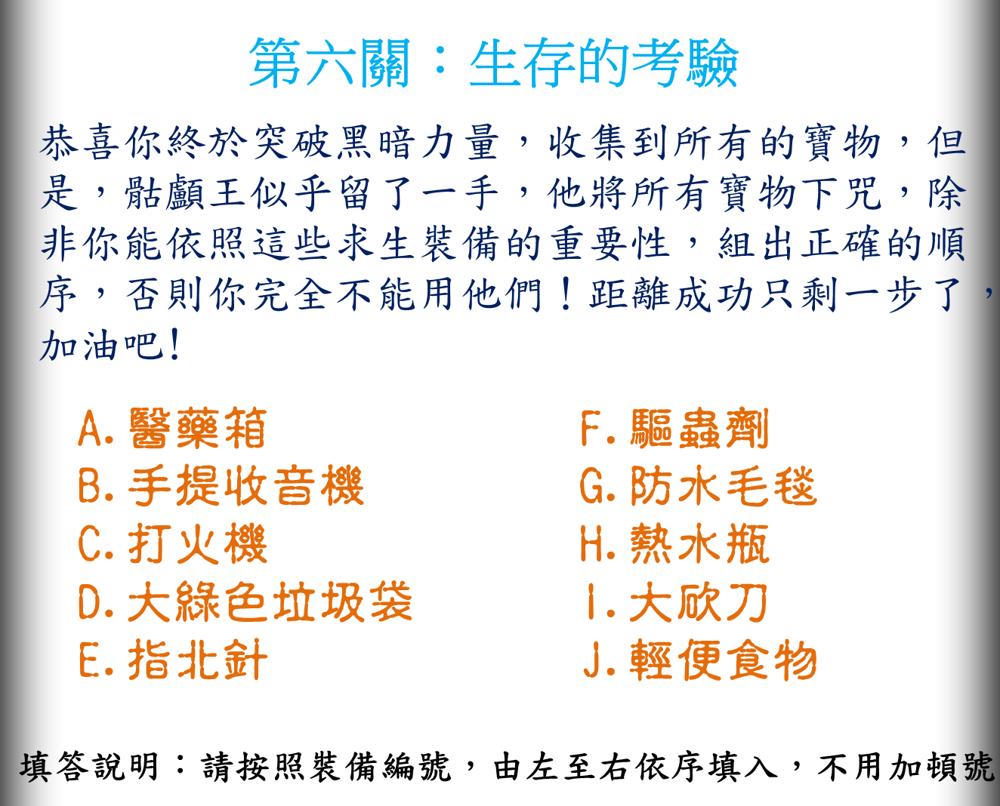 第六關：生存的考驗
恭喜你終於突破黑暗力量，收集到所有的寶物，但
是，骷顱王似乎留了一手，他將所有寶物下咒，除
非你能依照這些求生裝備的重要性，組出正確的順
序，否則你完全不能用他們！距離成功只剩一步了，
加油吧!
A.醫藥箱
B.手提收音機
C.打火機
D.大綠色垃圾袋
E.指北針
F.驅蟲劑
G.防水毛毯
H.熱水瓶
I.大砍刀
J.輕便食物
填答說明：請按照裝備編號，由左至右依序填入，不用加頓號